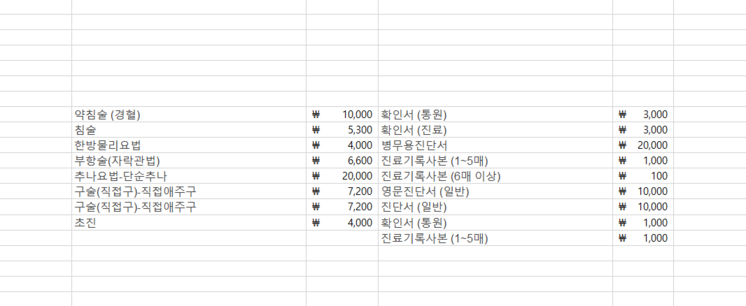 약침술 (경혈) ₩ 10,000 확인서 (통원) ₩ 3,000
침술 ₩ 5,300 확인서 (진료) ₩ 3,000
한방물리요법 ₩ 4,000 병무용진단서 ₩ 20,000
부항술(자락관법) ₩ 6,600 진료기록사본 (1~5매) ₩ 1,000
추나요법-단순추나 ₩ 20,000 진료기록사본 (6매 이상) ₩ 100
구술(직접구)-직접애주구 ₩ 7,200 영문진단서 (일반) ₩ 10,000
구술(직접구)-직접애주구 ₩ 7,200 진단서 (일반) ₩ 10,000
초진 ₩ 4,000 확인서 (통원) ₩ 1,000
진료기록사본 (1~5매) ₩ 1,000